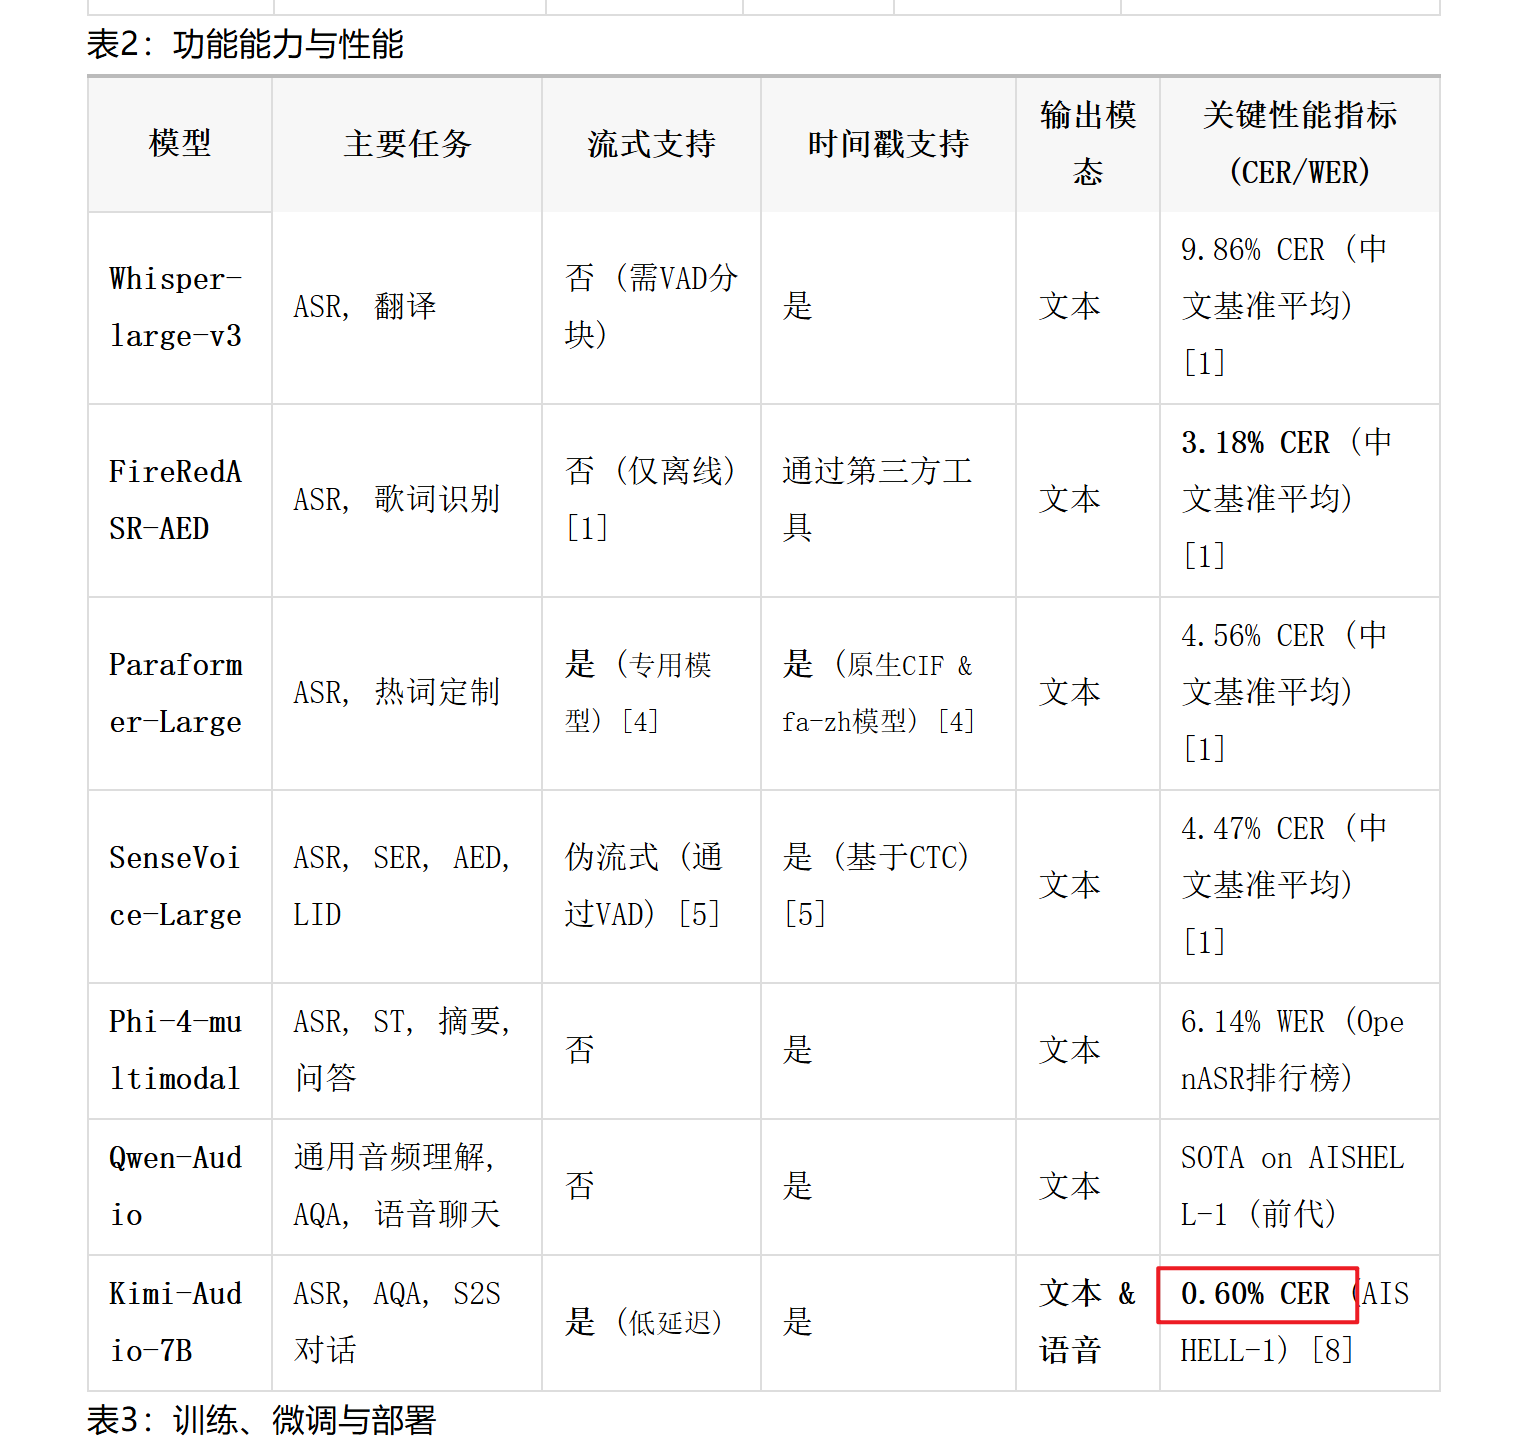 表2：功能能力与性能
模型 主要任务 流式支持 时间戳支持 输出模态 关键性能指标 (CER/WER)
Whisper-large-v3 ASR, 翻译 否 (需VAD分块) 是 文本 9.86% CER (中文基准平均) [1]
FireRedASR-AED ASR, 歌词识别 否 (仅离线) [1] 通过第三方工具 文本 3.18% CER (中文基准平均) [1]
Paraformer-Large ASR, 热词定制 是 (专用模型) [4] 是 (原生CIF & fa-zh模型) [4] 文本 4.56% CER (中文基准平均) [1]
SenseVoice-Large ASR, SER, AED, LID 伪流式 (通过VAD) [5] 是 (基于CTC) [5] 文本 4.47% CER (中文基准平均) [1]
Phi-4-multimodal ASR, ST, 摘要, 问答 否 是 文本 6.14% WER (OpenASR排行榜)
Qwen-Audio 通用音频理解, AQA, 语音聊天 否 是 文本 SOTA on AISHELL-1 (前代)
Kimi-Audio-7B ASR, AQA, S2S对话 是 (低延迟) 是 文本 & 语音 0.60% CER (AISHELL-1) [8]
表3：训练、微调与部署